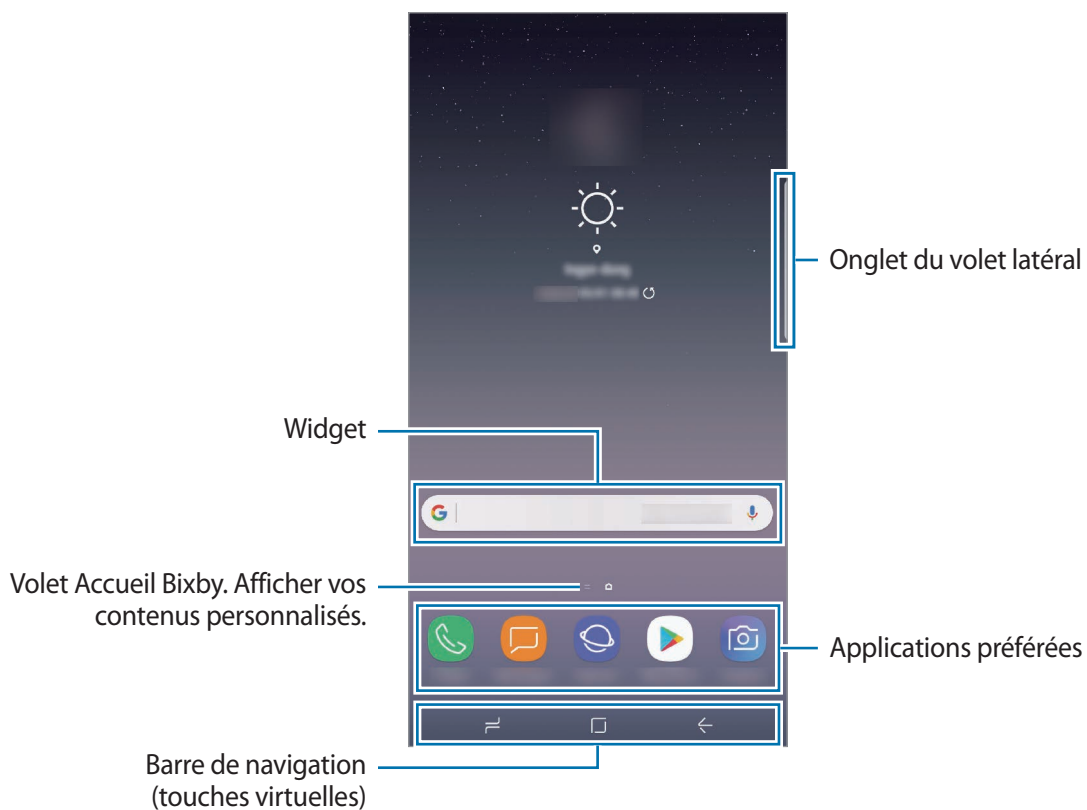 Onglet du volet latéral
Widget
G
Volet Accueil Bixby. Afficher vos
contenus personnalisés.
Applications préférées
Barre de navigation
(touches virtuelles)